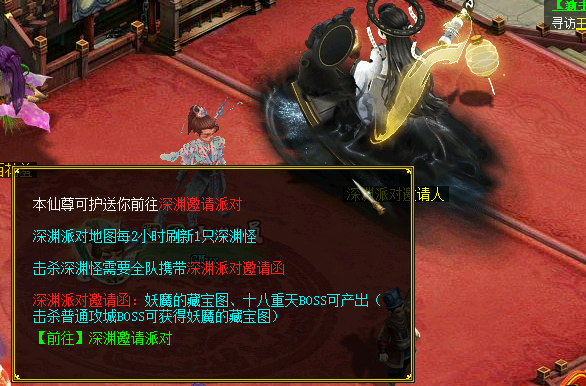 寻访王
深渊派对邀请人
本仙尊可护送你前往深渊邀请派对
深渊派对地图每2小时刷新1只深渊怪
击杀深渊怪需要全队携带深渊派对邀请函
深渊派对邀请函：妖魔的藏宝图、十八重天BOSS可产出（
击杀普通攻城BOSS可获得妖魔的藏宝图）
【前往】深渊邀请派对